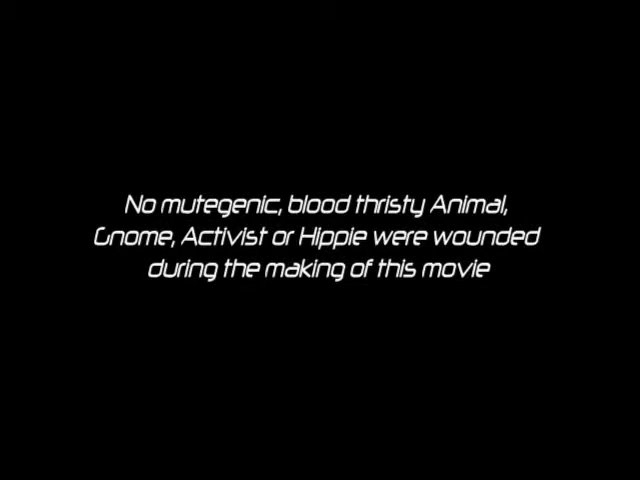 No mutegenic, blood thristy Animal,
Gnome, Activist or Hippie were wounded
during the making of this movie